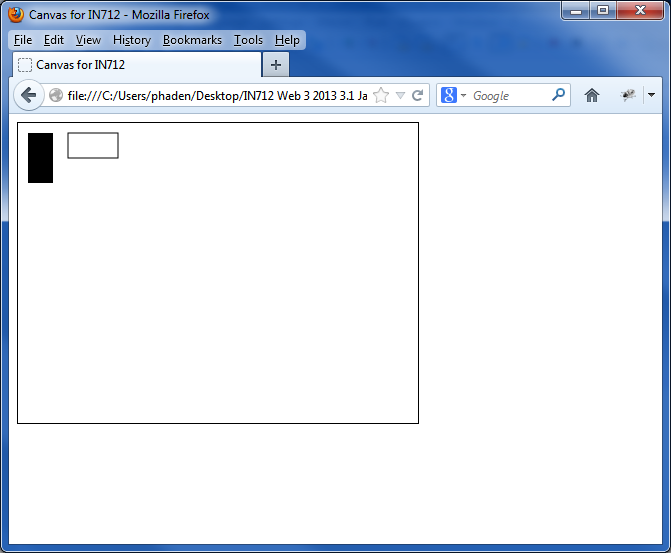 Canvas for IN712 - Mozilla Firefox
File Edit View History Bookmarks Tools Help
Canvas for IN712
file:///C:/Users/phaden/Desktop/IN712 Web 3 2013 3.1 Ja
Google